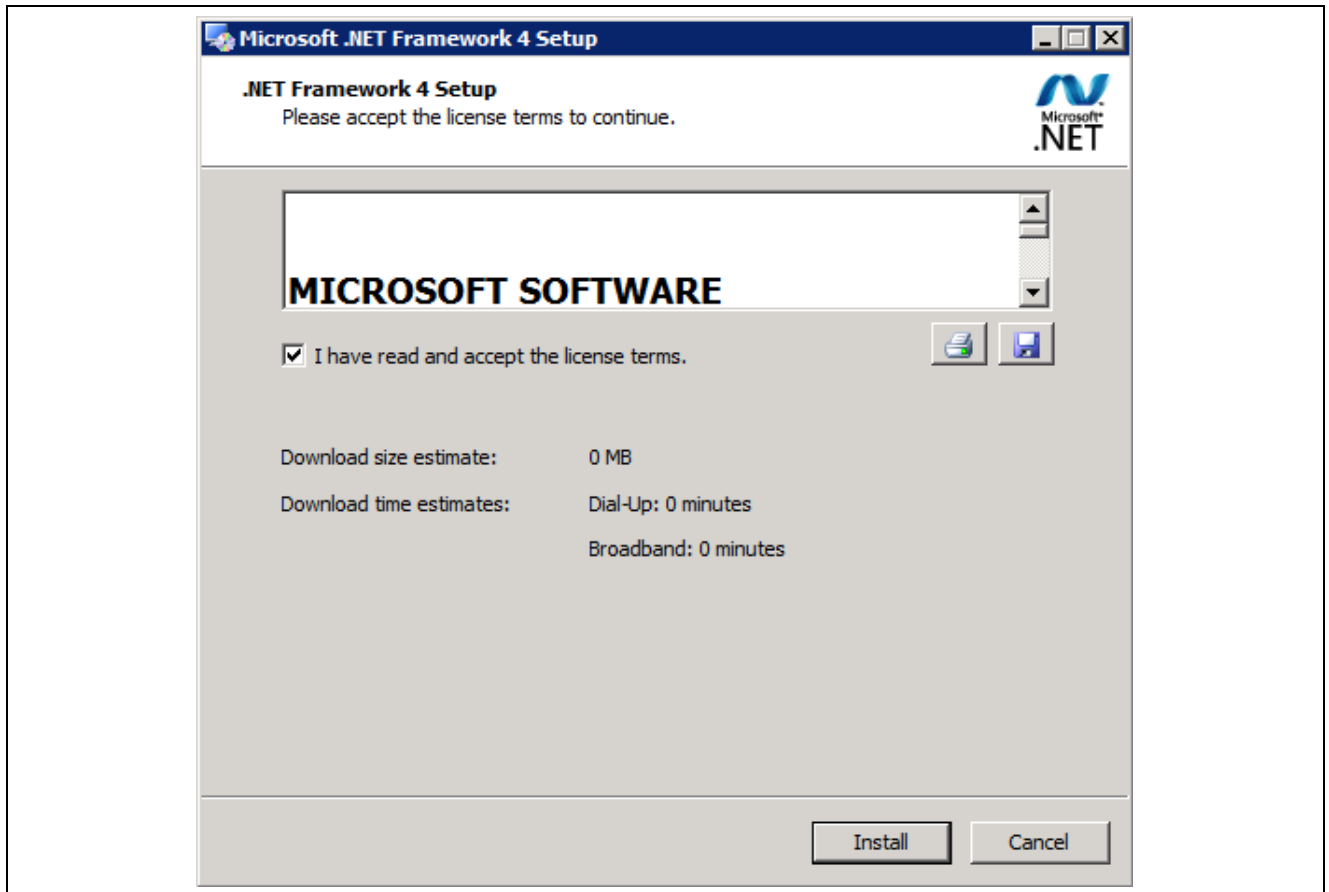 Microsoft .NET Framework 4 Setup
.NET Framework 4 Setup
Please accept the license terms to continue.
Microsoft®
.NET
MICROSOFT SOFTWARE
I have read and accept the license terms.
Download size estimate: 0 MB
Download time estimates: Dial-Up: 0 minutes
Broadband: 0 minutes
Install Cancel